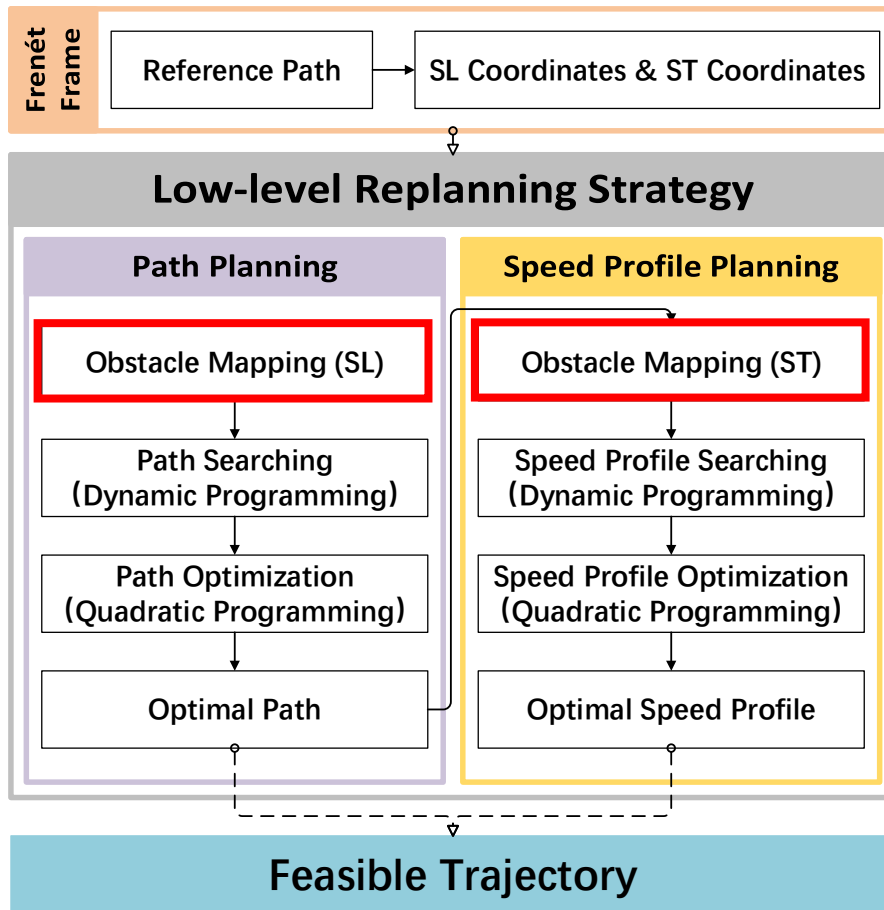 Frenét
Frame
Reference Path
SL Coordinates & ST Coordinates
Low-level Replanning Strategy
Path Planning
Obstacle Mapping (SL)
Path Searching
(Dynamic Programming)
Path Optimization
(Quadratic Programming)
Optimal Path
Speed Profile Planning
Obstacle Mapping (ST)
Speed Profile Searching
(Dynamic Programming)
Speed Profile Optimization
(Quadratic Programming)
Optimal Speed Profile
Feasible Trajectory